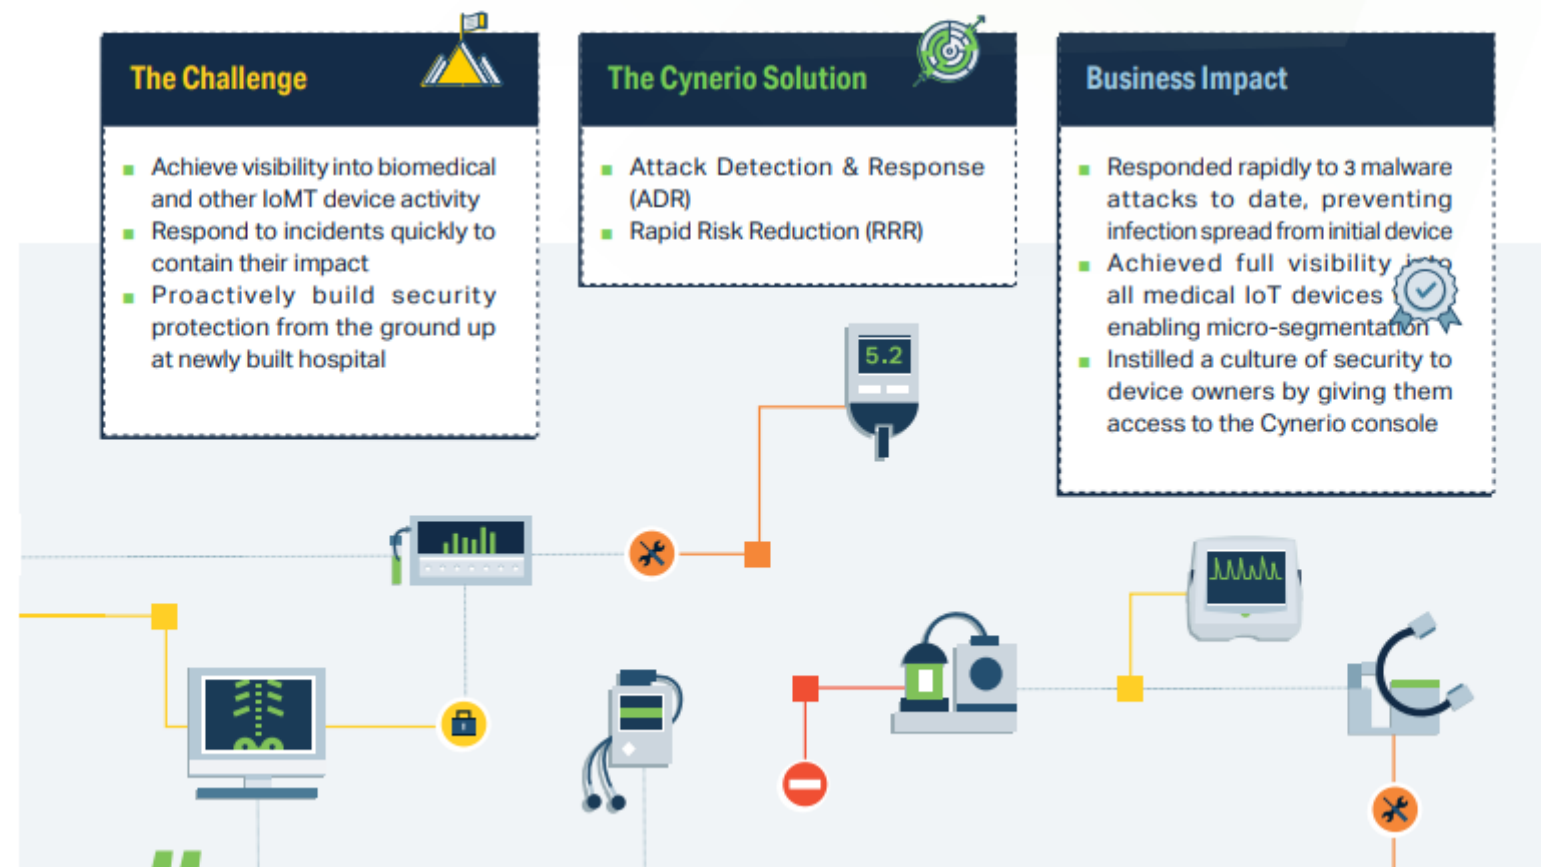 The Challenge
Achieve visibility into biomedical
and other IoMT device activity
Respond to incidents quickly to
contain their impact
Proactively build security
protection from the ground up
at newly built hospital
The Cynerio Solution
Attack Detection & Response
(ADR)
Rapid Risk Reduction (RRR)
Business Impact
Responded rapidly to 3 malware
attacks to date, preventing
infection spread from initial device
Achieved full visibility into
all medical IoT devices
enabling micro-segmentation
Instilled a culture of security to
device owners by giving them
access to the Cynerio console
5.2